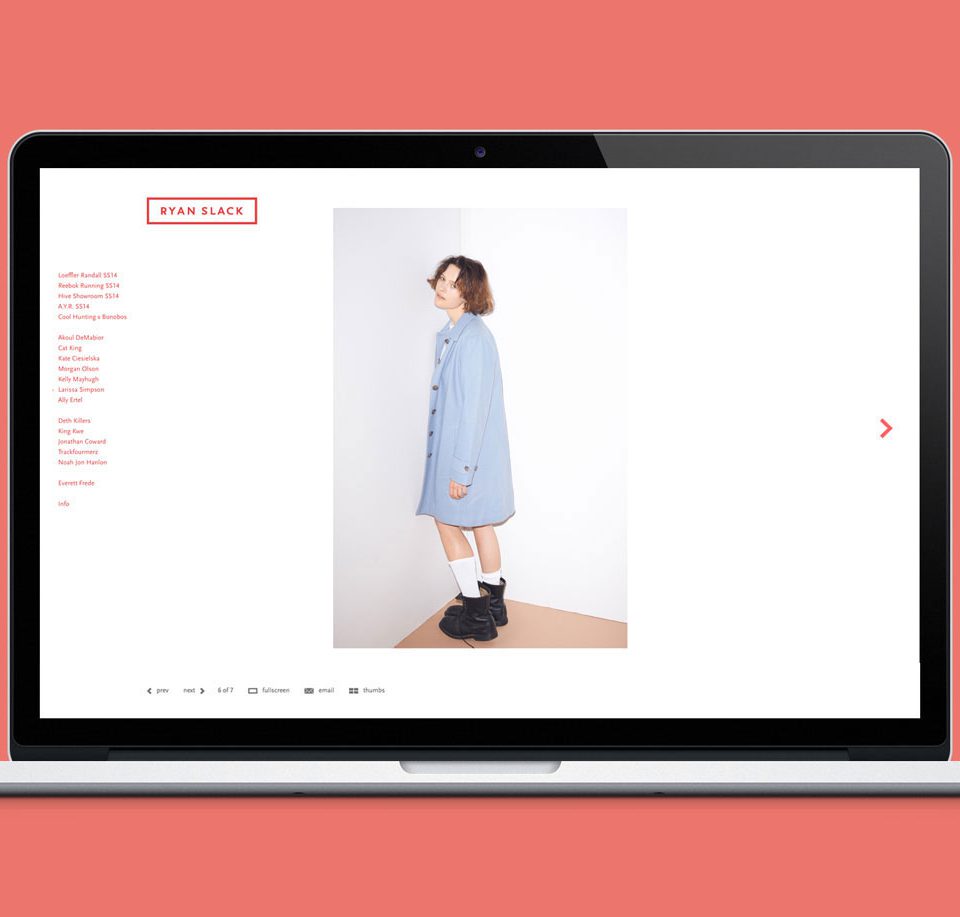 RYAN SLACK
Loeffler Randall SS14
Reebok Running SS14
Hive Showroom SS14
A.Y.R. SS14
Cool Hunting x Bonobos
Akoul DeMabior
Cat King
Kate Ciesielska
Morgan Olson
Kelly Mayhugh
Larissa Simpson
Ally Ertel
Deth Killers
King Kwe
Jonathan Coward
Trackfourmerz
Noah Jon Hanlon
Everett Frede
Info
prev next 6 of 7 fullscreen email thumbs